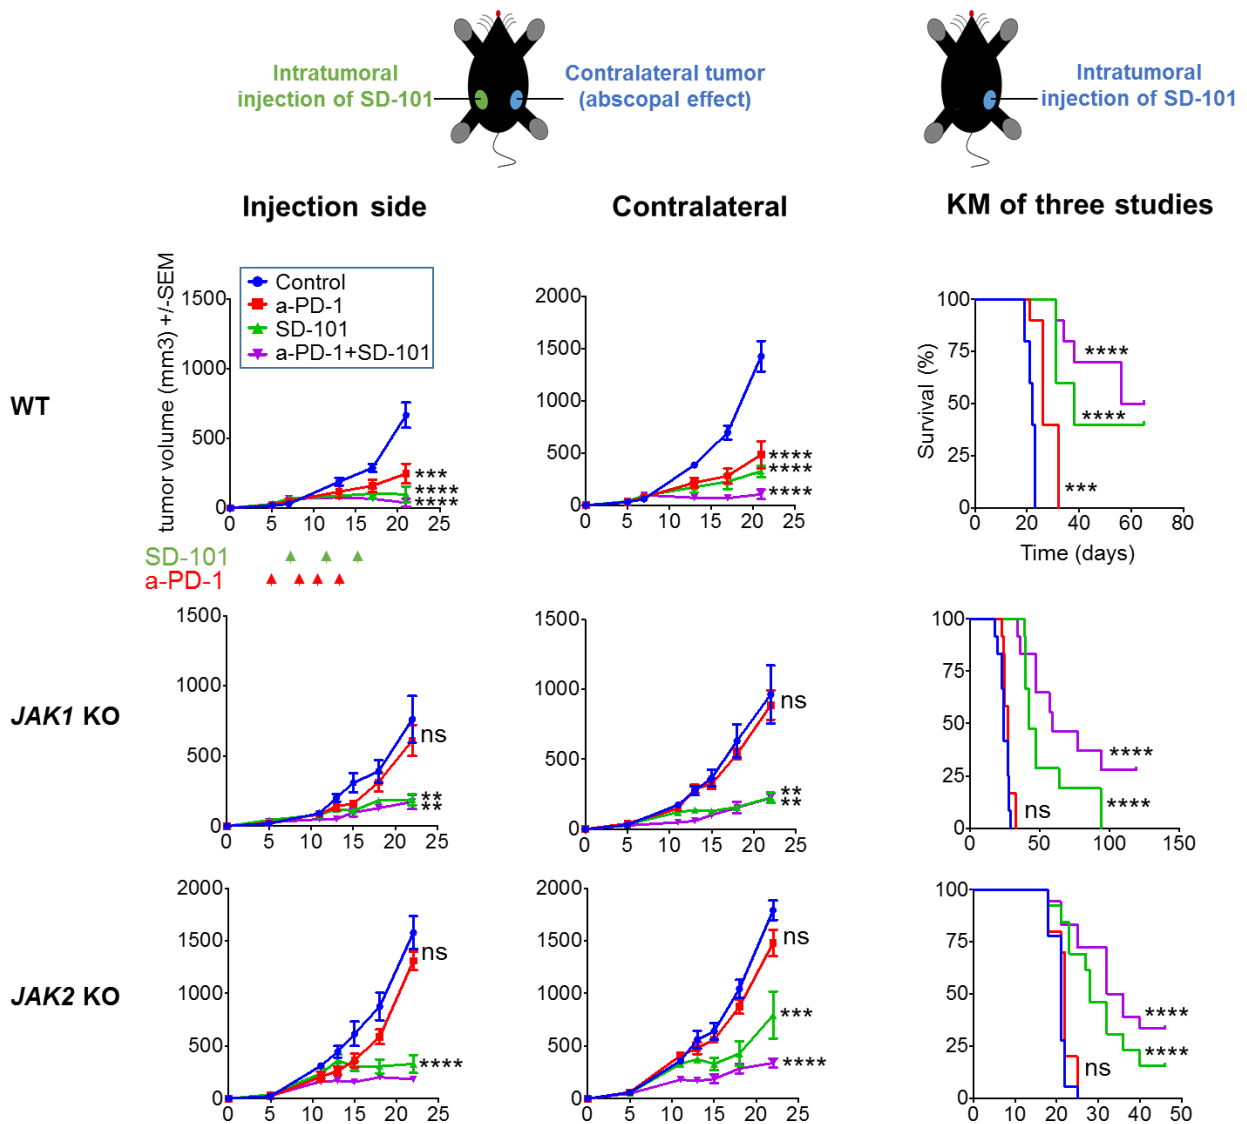 Intratumoral
injection of SD-101
Contralateral tumor
(abscopal effect)
Intratumoral
injection of SD-101
Injection side
Contralateral
KM of three studies
WT
tumor volume (mm3) +/-SEM
Control
a-PD-1
SD-101
a-PD-1+SD-101
1500
1000
500
0
0 5 10 15 20 25
***
****
****
SD-101
a-PD-1
2000
1500
1000
500
0
0 5 10 15 20 25
****
****
****
Survival (%)
100
75
50
25
0
0 20 40 60 80
Time (days)
****
****
***
JAK1 KO
1500
1000
500
0
0 5 10 15 20 25
ns
**
**
1500
1000
500
0
0 5 10 15 20 25
ns
**
**
100
75
50
25
0
0 50 100 150
****
****
ns
JAK2 KO
2000
1500
1000
500
0
0 5 10 15 20 25
ns
****
2000
1500
1000
500
0
0 5 10 15 20 25
ns
***
****
100
75
50
25
0
0 10 20 30 40 50
****
****
ns